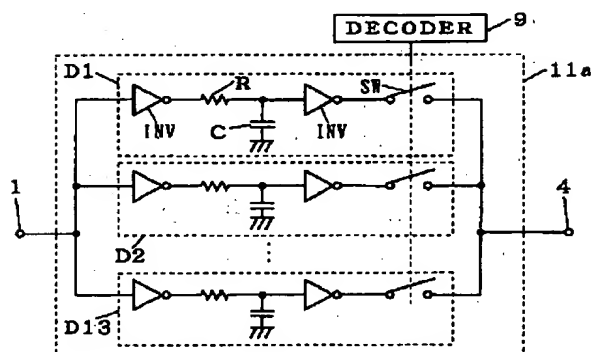 DECODER 9
D1 R SW 11a
INV C INV
1 4
D2
D13